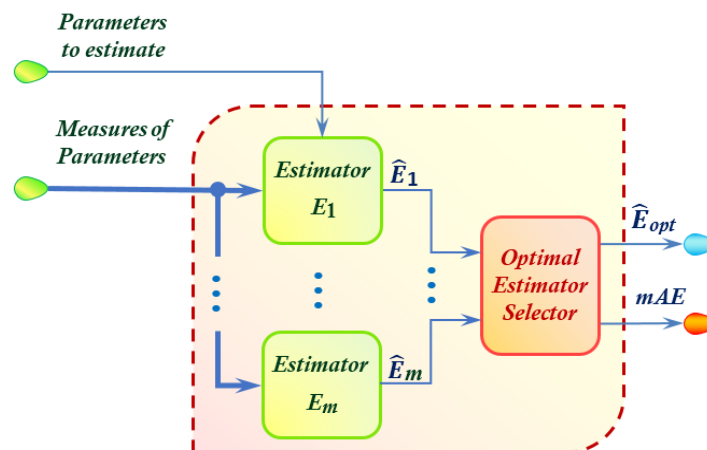 Parameters
to estimate
Measures of
Parameters
Estimator
E1
Ê1
Optimal
Estimator
Selector
Êopt
mAE
Estimator
Em
Êm